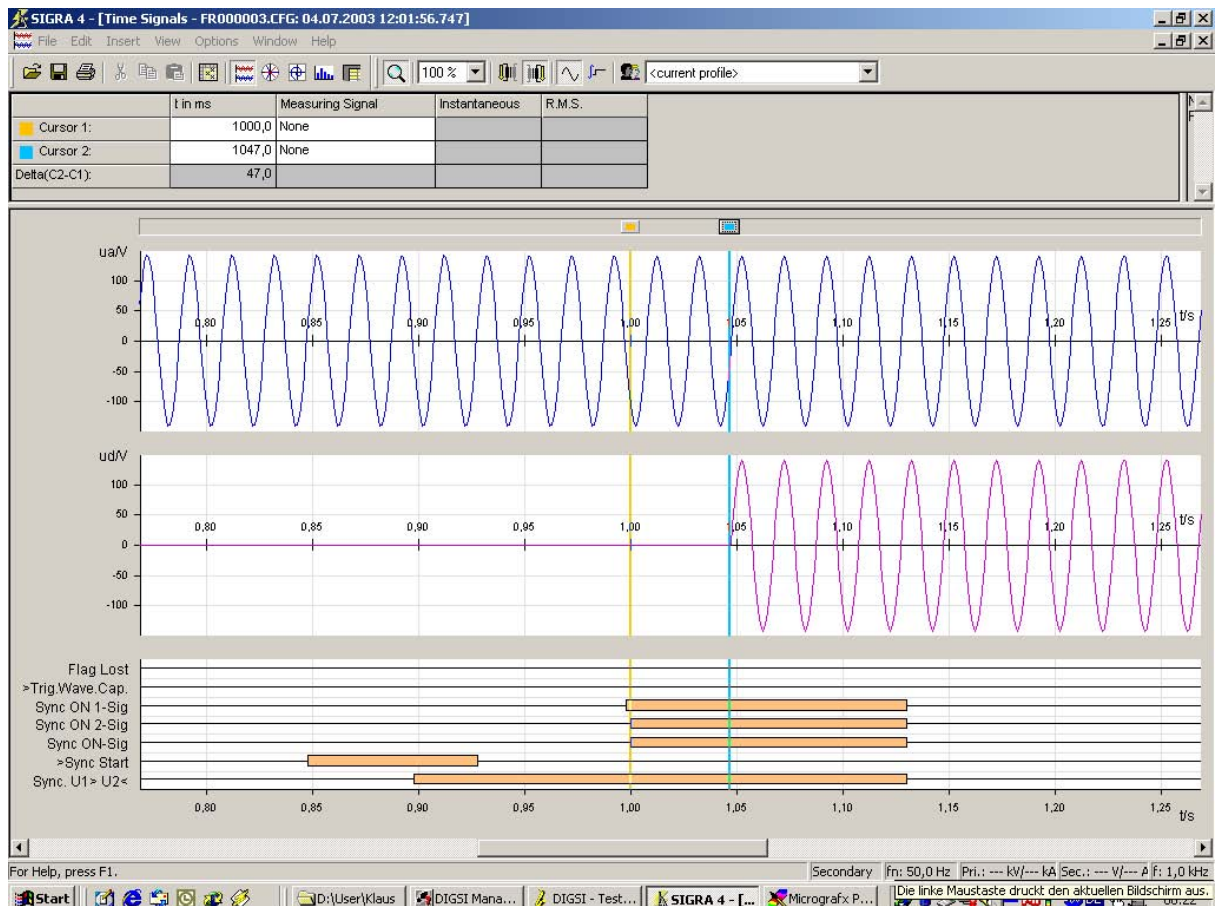 SIGRA 4 - [Time Signals - FR000003.CFG: 04.07.2003 12:01:56.747]
File Edit Insert View Options Window Help
100 % <current profile>
t in ms Measuring Signal Instantaneous R.M.S.
Cursor 1: 1000,0 None
Cursor 2: 1047,0 None
Delta(C2-C1): 47,0
ua/V
100
50
0
-50
-100
0,80 0,85 0,90 0,95 1,00 1,05 1,10 1,15 1,20 1,25 t/s
ud/V
100
50
0
-50
-100
0,80 0,85 0,90 0,95 1,00 1,05 1,10 1,15 1,20 1,25 t/s
Flag Lost
>Trig.Wave.Cap.
Sync ON 1-Sig
Sync ON 2-Sig
Sync ON-Sig
>Sync Start
Sync. U1> U2<
0,80 0,85 0,90 0,95 1,00 1,05 1,10 1,15 1,20 1,25 t/s
For Help, press F1. Secondary fn: 50,0 Hz Pri.: --- kV/--- kA Sec.: --- V/--- A f: 1,0 kHz
Die linke Maustaste druckt den aktuellen Bildschirm aus.
Start D:\User\Klaus DIGSI Mana... DIGSI - Test... SIGRA 4 - [... Micrografx P...